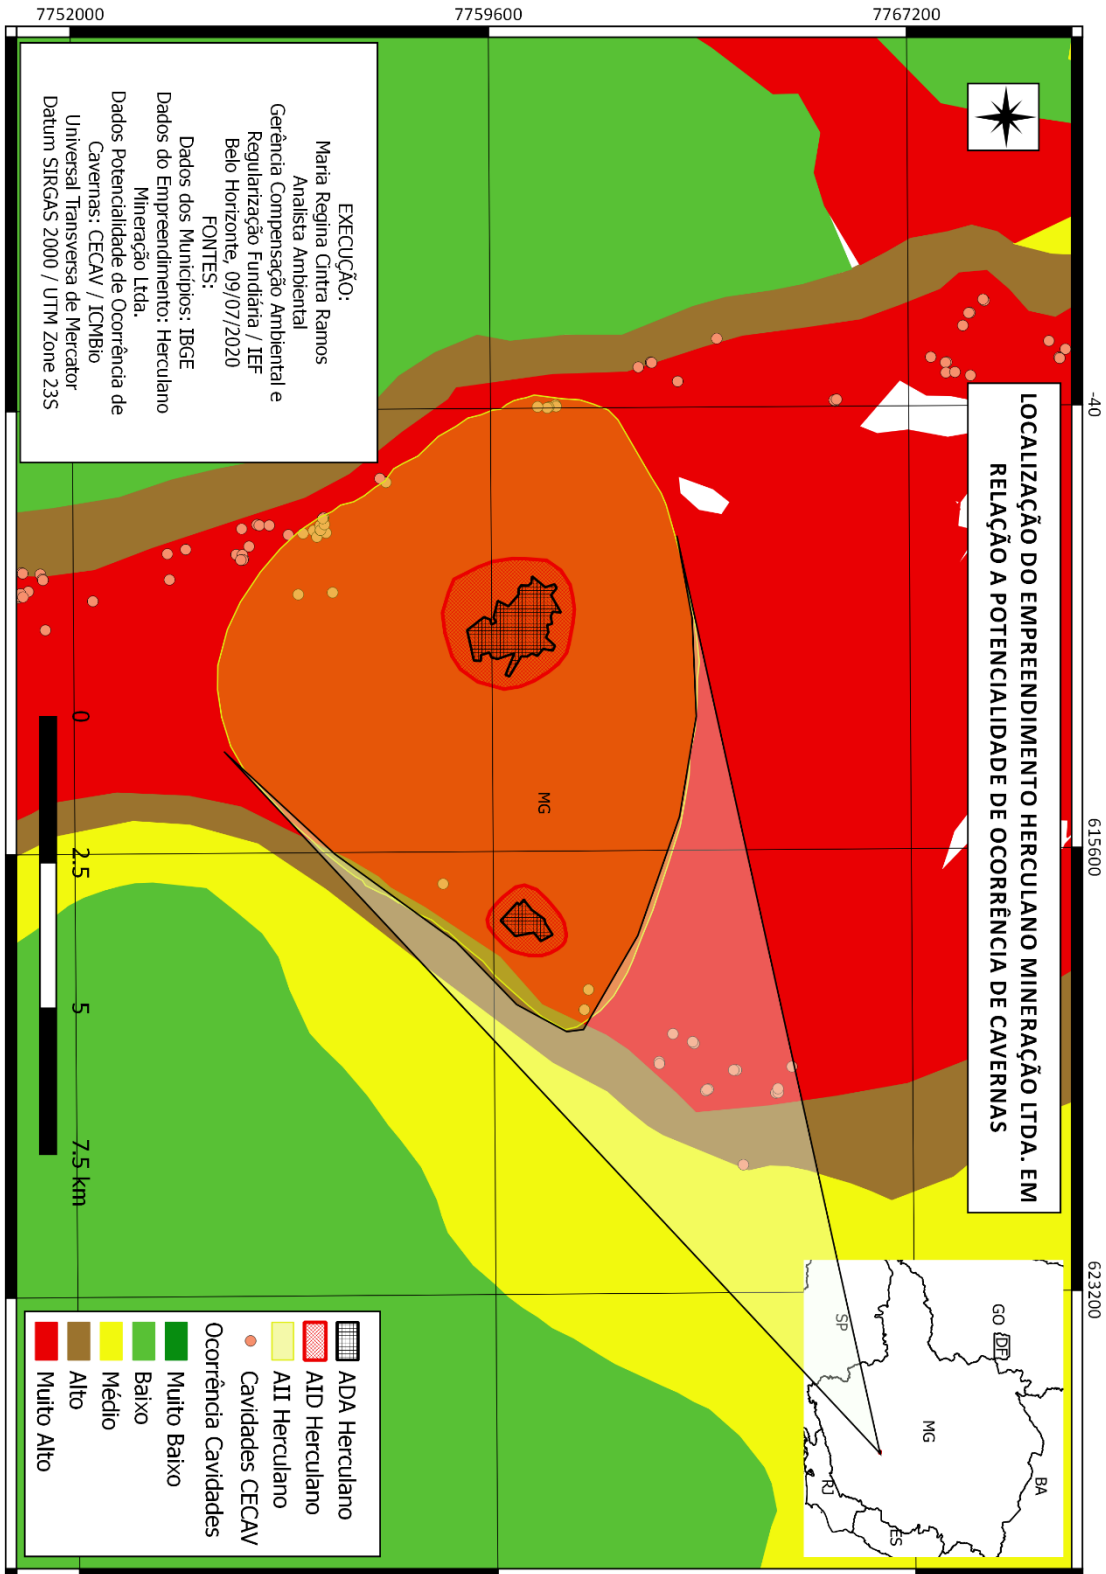 LOCALIZAÇÃO DO EMPREENDIMENTO HERCULANO MINERAÇÃO LTDA. EM
RELAÇÃO A POTENCIALIDADE DE OCORRÊNCIA DE CAVERNAS
-40
615600
623200
7767200
7759600
7752000
GO
DF
BA
MG
SP
ES
RJ
MG
EXECUÇÃO:
Maria Regina Cintra Ramos
Analista Ambiental
Gerência Compensação Ambiental e
Regularização Fundiária / IEF
Belo Horizonte, 09/07/2020
FONTES:
Dados dos Municípios: IBGE
Dados do Empreendimento: Herculano
Mineração Ltda.
Dados Potencialidade de Ocorrência de
Cavernas: CECAV / ICMBio
Universal Transversa de Mercator
Datum SIRGAS 2000 / UTM Zone 23S
0
2.5
5
7.5 km
ADA Herculano
AID Herculano
AII Herculano
Cavidades CECAV
Ocorrência Cavidades
Muito Baixo
Baixo
Médio
Alto
Muito Alto